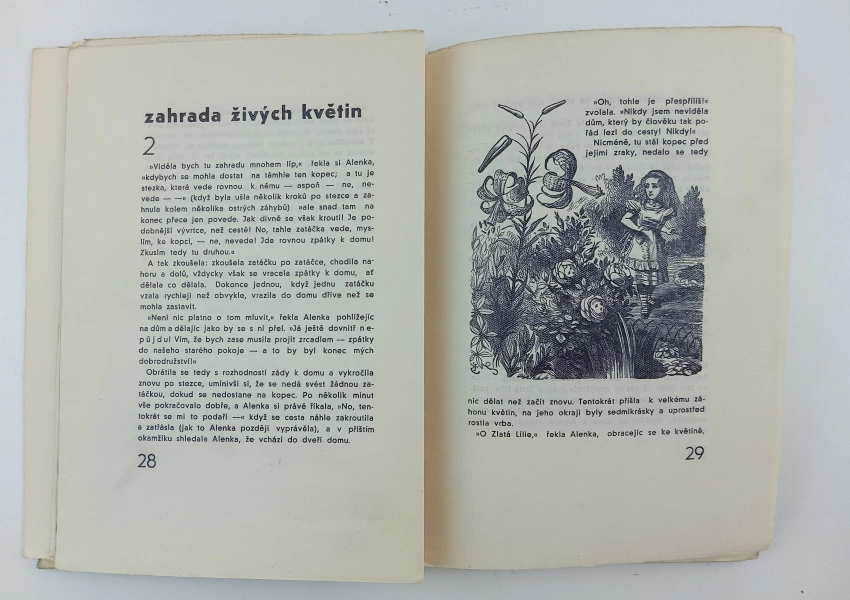 zahrada živých květin
2
»Viděla bych tu zahradu mnohem líp,« řekla si Alenka,
»kdybych se mohla dostat na támhle ten kopec; a tu je
stezka, která vede rovnou k němu — aspoň — ne, ne-
vede — —« (když byla ušla několik kroků po stezce a za-
hnula kolem několika ostrých záhybů) »ale snad tam na
konec přece jen povede. Jak divně se však kroutí! Je po-
dobnější vývrtce, než cestě! No, tahle zatáčka vede, mys-
lím, ke kopci, — ne, nevede! Jde rovnou zpátky k domu!
Zkusím tedy tu druhou.«
A tak zkoušela: zkoušela zatáčku po zatáčce, chodila na-
horu a dolů, vždycky však se vracela zpátky k domu, ať
dělala co dělala. Dokonce jednou, když jednu zatáčku
vzala rychleji než obvykle, vrazila do domu dříve než se
mohla zastavit.
»Není nic platno o tom mluvit,« řekla Alenka pohlížejíc
na dům a dělajíc jako by se s ní přel. »Já ještě dovnitř ne-
půjdu! Vím, že bych zase musila projít zrcadlem — zpátky
do našeho starého pokoje — a to by byl konec mých
dobrodružství!«
Obrátila se tedy s rozhodností zády k domu a vykročila
znovu po stezce, umínivši si, že se nedá svést žádnou za-
táčkou, dokud se nedostane na kopec. Po několik minut
vše pokračovalo dobře, a Alenka si právě říkala, »No, ten-
tokrát se mi to podaří —« když se cesta náhle zakroutila
a zatřásla (jak to Alenka později vyprávěla), a v příštím
okamžiku shledala Alenka, že vchází do dveří domu.
28
»Oh, tohle je přespříliš!«
zvolala. »Nikdy jsem neviděla
dům, který by člověku tak po-
řád lezl do cesty! Nikdy!«
Nicméně, tu stál kopec před
jejími zraky, nedalo se tedy
nic dělat než začít znovu. Tentokrát přišla k velkému zá-
honu květin, na jeho okraji byly sedmikrásky a uprostřed
rostla vrba.
»O Zlatá Lilie,« řekla Alenka, obracejíc se ke květině,
29